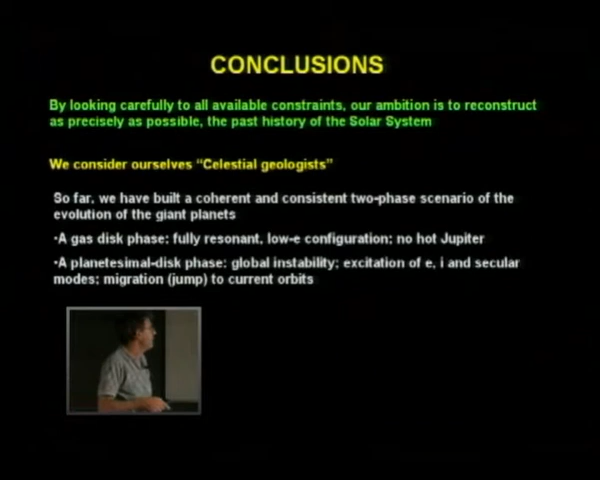 CONCLUSIONS
By looking carefully to all available constraints, our ambition is to reconstruct
as precisely as possible, the past history of the Solar System
We consider ourselves “Celestial geologists”
So far, we have built a coherent and consistent two-phase scenario of the
evolution of the giant planets
•A gas disk phase: fully resonant, low-e configuration; no hot Jupiter
•A planetesimal-disk phase: global instability; excitation of e, i and secular
modes; migration (jump) to current orbits